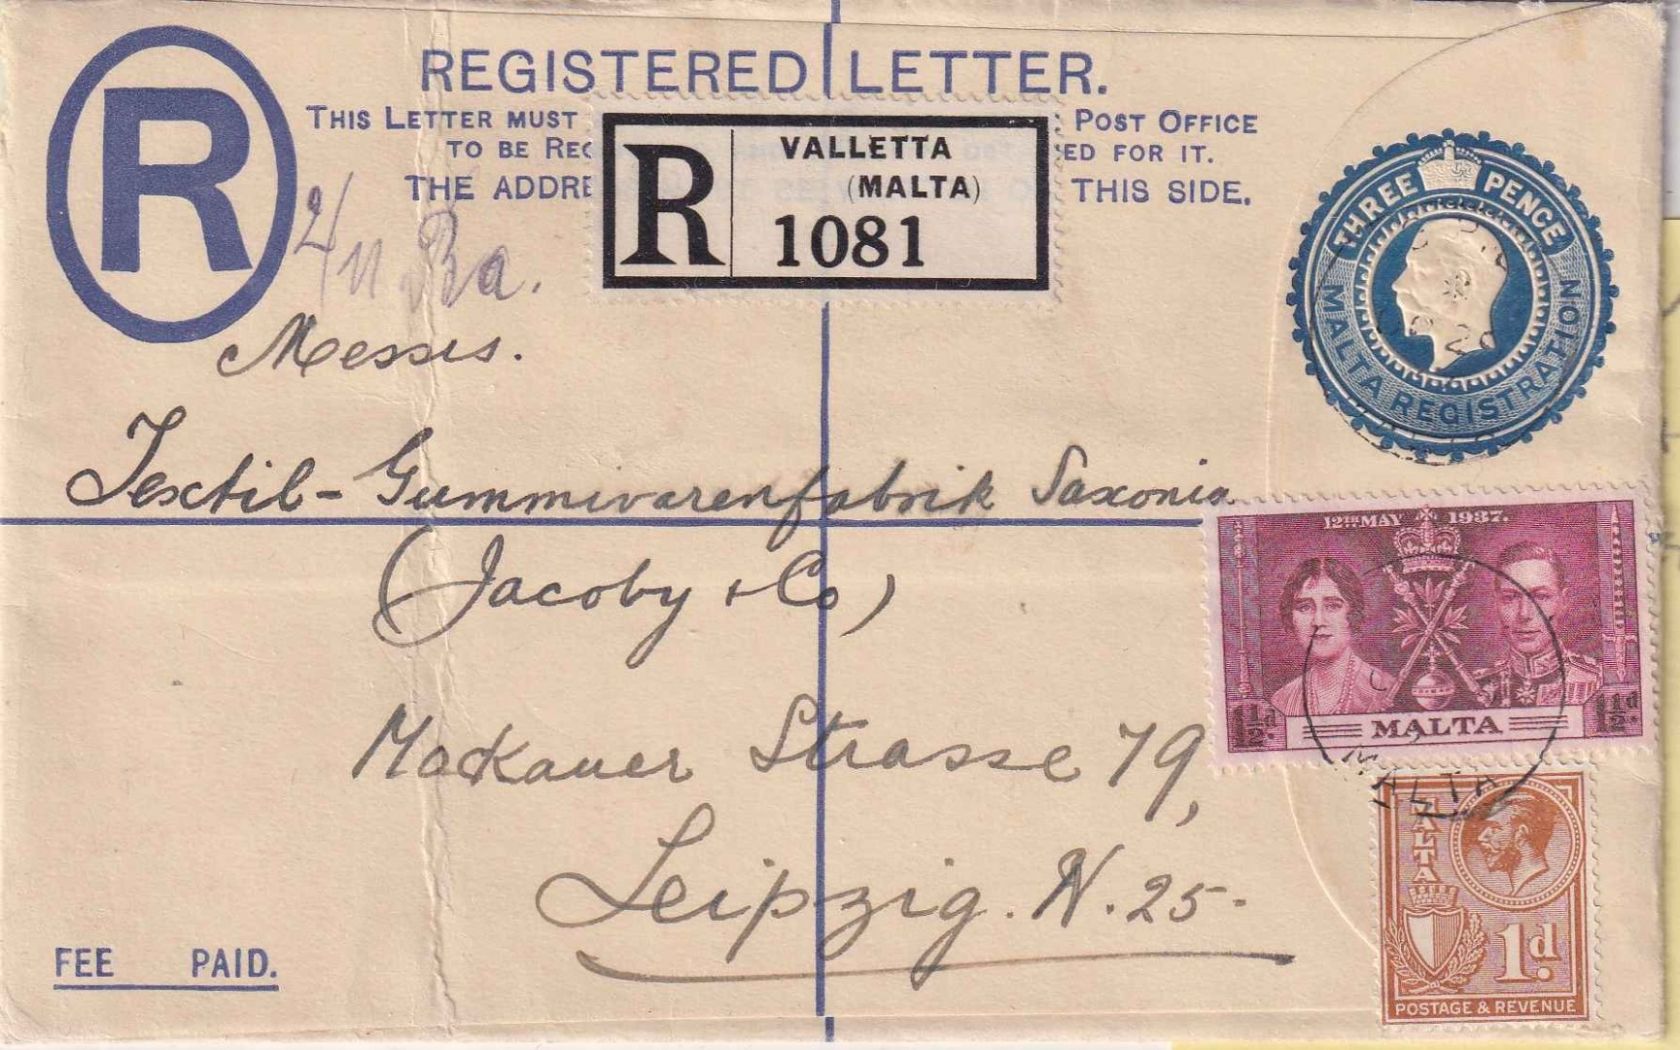 REGISTERED LETTER.
THIS LETTER MUST POST OFFICE
TO BE REG ED FOR IT.
THE ADDRE THIS SIDE.
R
R
VALLETTA
(MALTA)
1081
THREE PENCE
MALTA REGISTRATION
Messrs.
Textil-Gummiwarenfabrik Saxonia
(Jacoby & Co)
Mockauer Strasse 79,
Leipzig. N. 25-
12TH MAY 1937.
1½d. MALTA 1½d.
MALTA
MALTA
1d.
POSTAGE & REVENUE
FEE PAID.